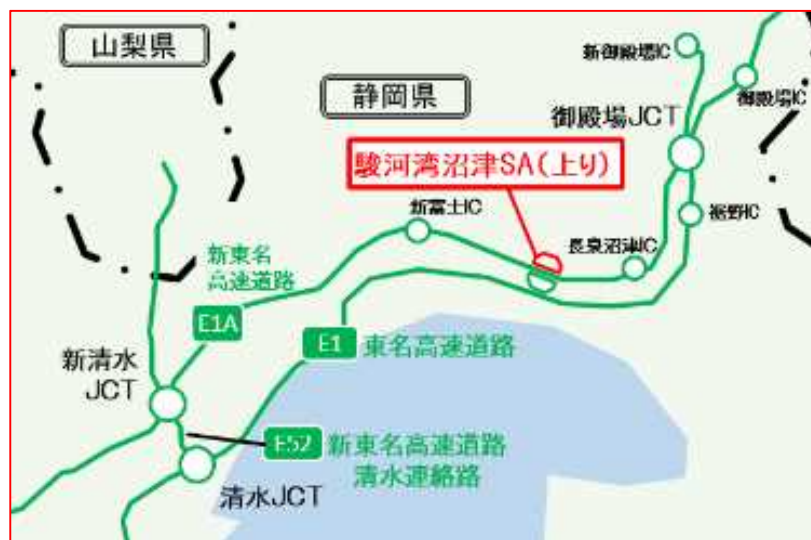 山梨県
静岡県
新御殿場IC
御殿場IC
御殿場JCT
駿河湾沼津SA(上り)
新富士IC
長泉沼津IC
裾野IC
新東名
高速道路
E1A
E1 東名高速道路
新清水
JCT
E52 新東名高速道路
清水連絡路
清水JCT